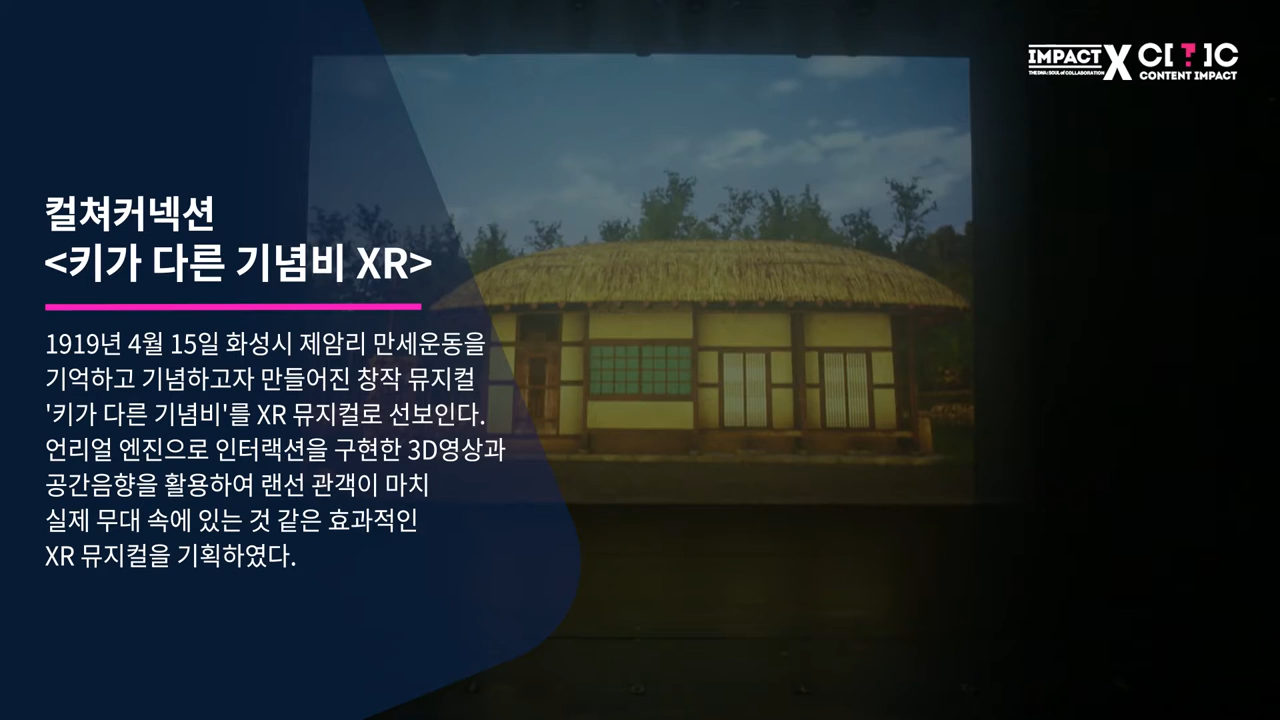 IMPACT
THE DNA & SOUL of COLLABORATION
X
CONTENT IMPACT
컬쳐커넥션
<키가 다른 기념비 XR>
1919년 4월 15일 화성시 제암리 만세운동을
기억하고 기념하고자 만들어진 창작 뮤지컬
'키가 다른 기념비'를 XR 뮤지컬로 선보인다.
언리얼 엔진으로 인터랙션을 구현한 3D영상과
공간음향을 활용하여 랜선 관객이 마치
실제 무대 속에 있는 것 같은 효과적인
XR 뮤지컬을 기획하였다.